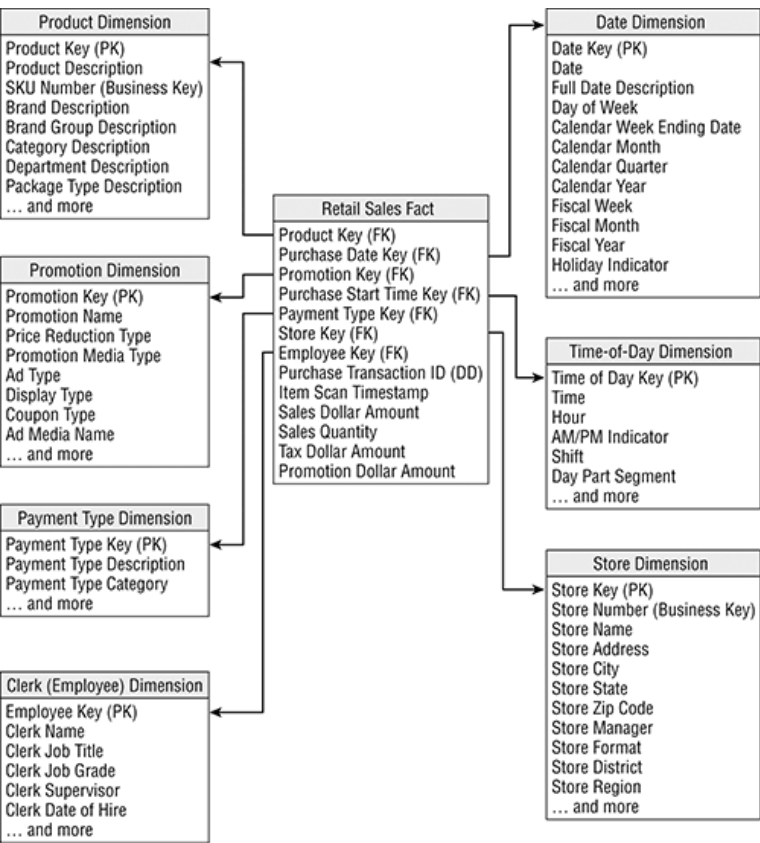 Product Dimension
Product Key (PK)
Product Description
SKU Number (Business Key)
Brand Description
Brand Group Description
Category Description
Department Description
Package Type Description
... and more
Promotion Dimension
Promotion Key (PK)
Promotion Name
Price Reduction Type
Promotion Media Type
Ad Type
Display Type
Coupon Type
Ad Media Name
... and more
Payment Type Dimension
Payment Type Key (PK)
Payment Type Description
Payment Type Category
... and more
Clerk (Employee) Dimension
Employee Key (PK)
Clerk Name
Clerk Job Title
Clerk Job Grade
Clerk Supervisor
Clerk Date of Hire
... and more
Retail Sales Fact
Product Key (FK)
Purchase Date Key (FK)
Promotion Key (FK)
Purchase Start Time Key (FK)
Payment Type Key (FK)
Store Key (FK)
Employee Key (FK)
Purchase Transaction ID (DD)
Item Scan Timestamp
Sales Dollar Amount
Sales Quantity
Tax Dollar Amount
Promotion Dollar Amount
Date Dimension
Date Key (PK)
Date
Full Date Description
Day of Week
Calendar Week Ending Date
Calendar Month
Calendar Quarter
Calendar Year
Fiscal Week
Fiscal Month
Fiscal Year
Holiday Indicator
... and more
Time-of-Day Dimension
Time of Day Key (PK)
Time
Hour
AM/PM Indicator
Shift
Day Part Segment
... and more
Store Dimension
Store Key (PK)
Store Number (Business Key)
Store Name
Store Address
Store City
Store State
Store Zip Code
Store Manager
Store Format
Store District
Store Region
... and more